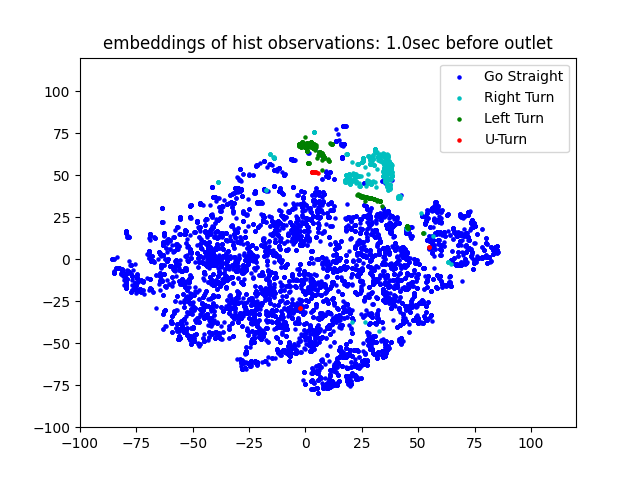 embeddings of hist observations: 1.0sec before outlet
Go Straight
Right Turn
Left Turn
U-Turn
100
75
50
25
0
−25
−50
−75
−100
−100 −75 −50 −25 0 25 50 75 100